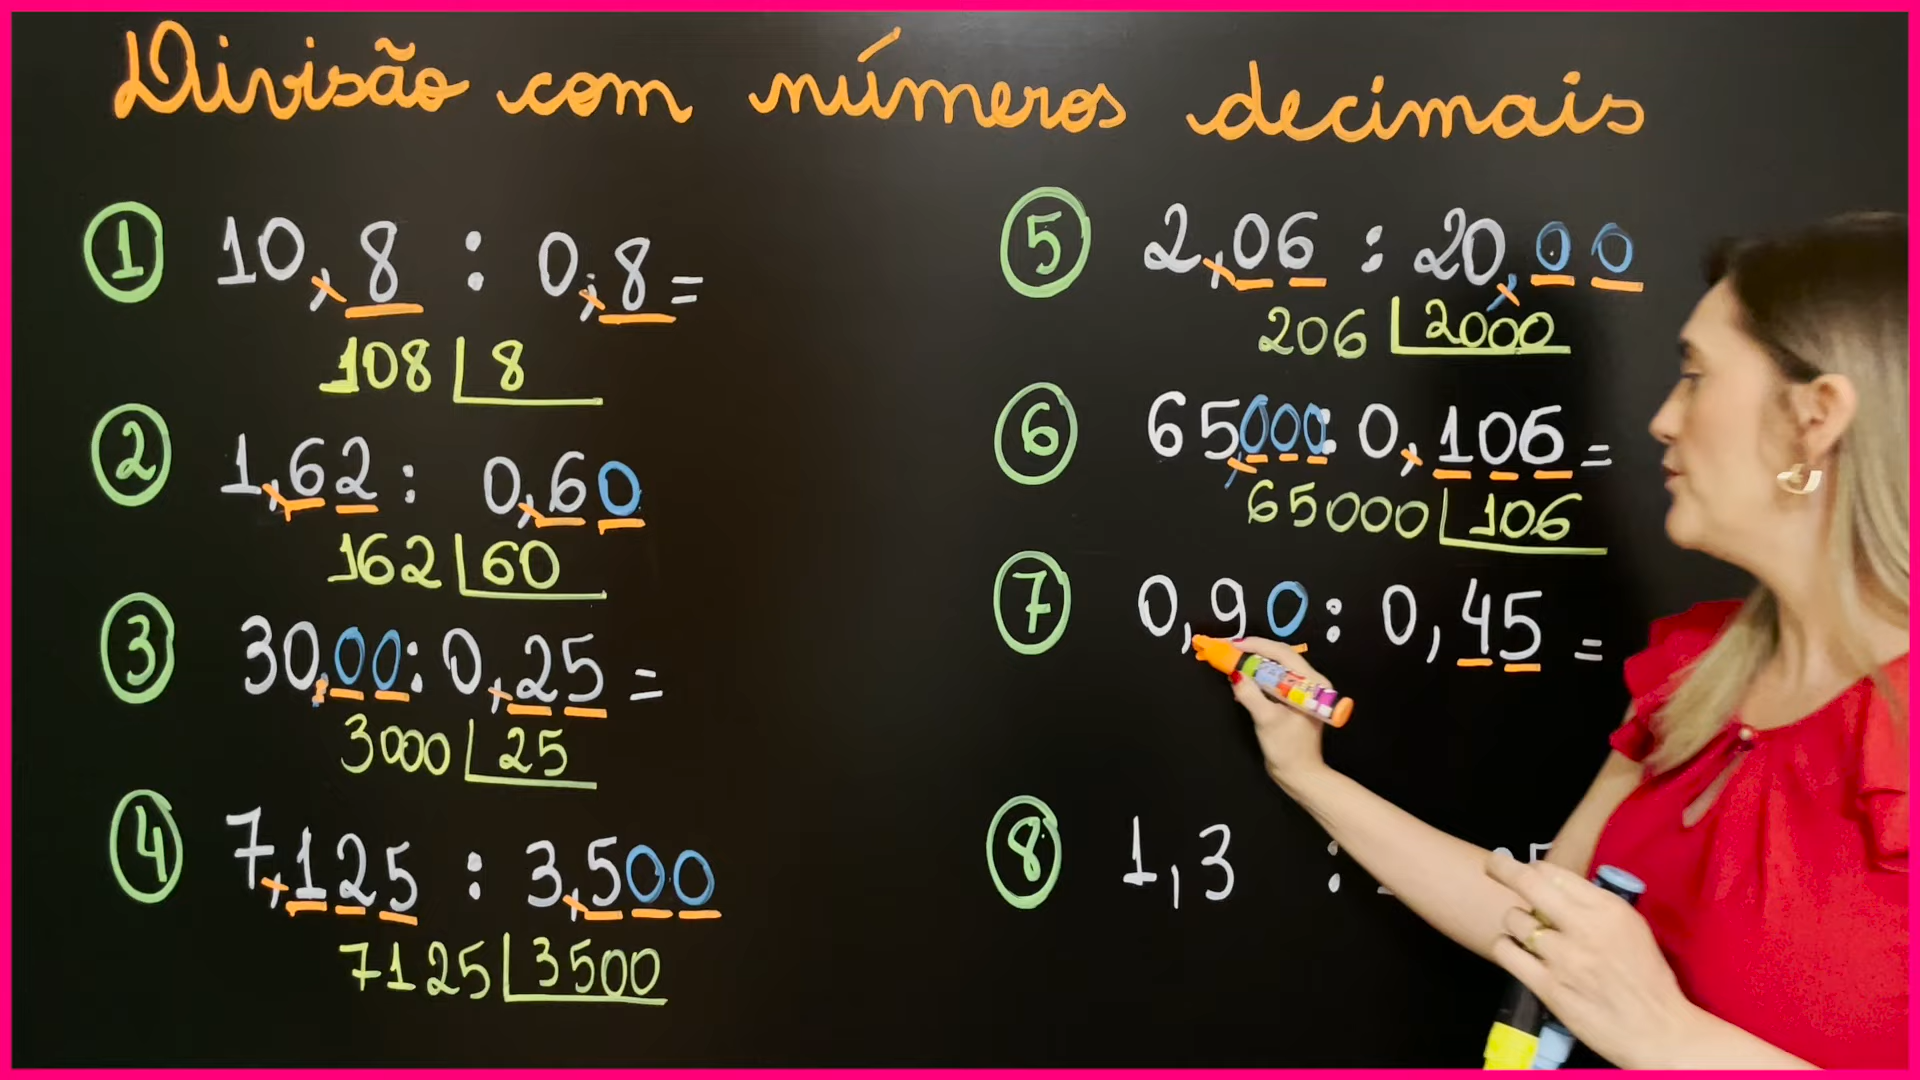 Divisão com números decimais
1 10,8 : 0,8 =
108 8
2 1,62 : 0,60
162 60
3 30,00 : 0,25 =
3000 25
4 7,125 : 3,500
7125 3500
5 2,06 : 20,00
206 2000
6 65,000 : 0,106 =
65000 106
7 0,90 : 0,45 =
8 1,3 :